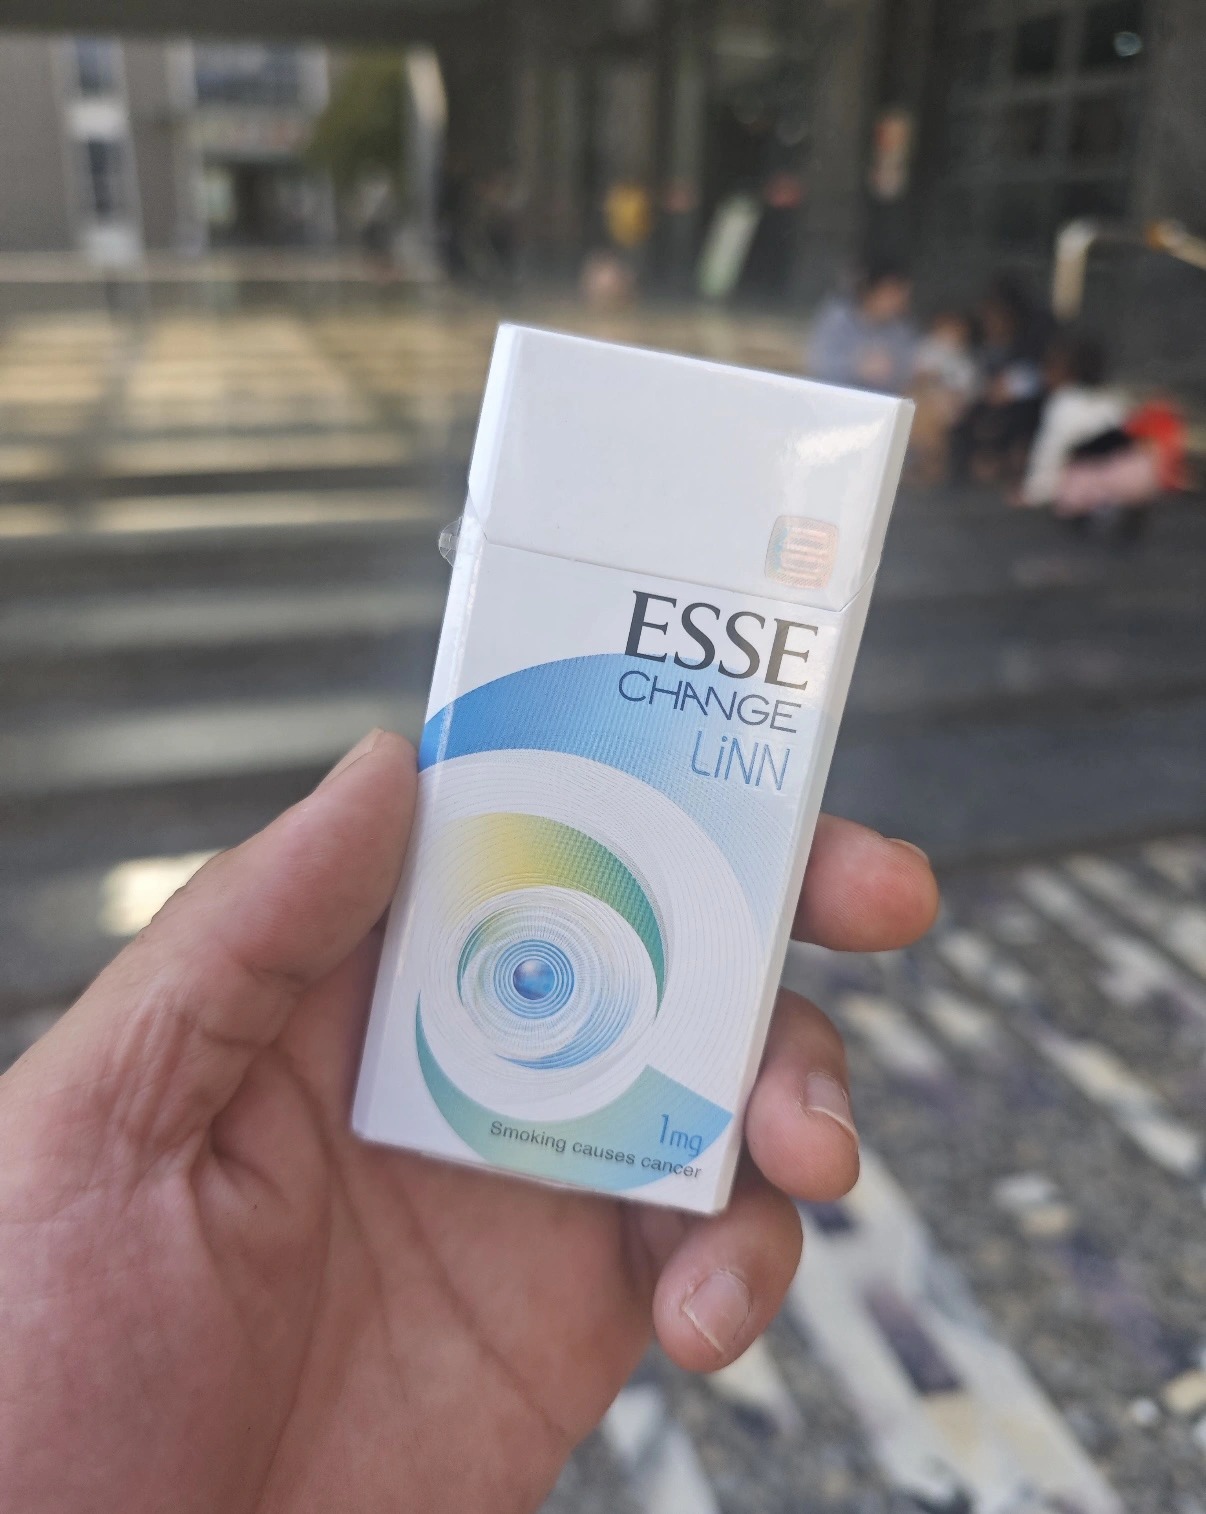 ESSE
CHANGE
LiNN
1mg
Smoking causes cancer